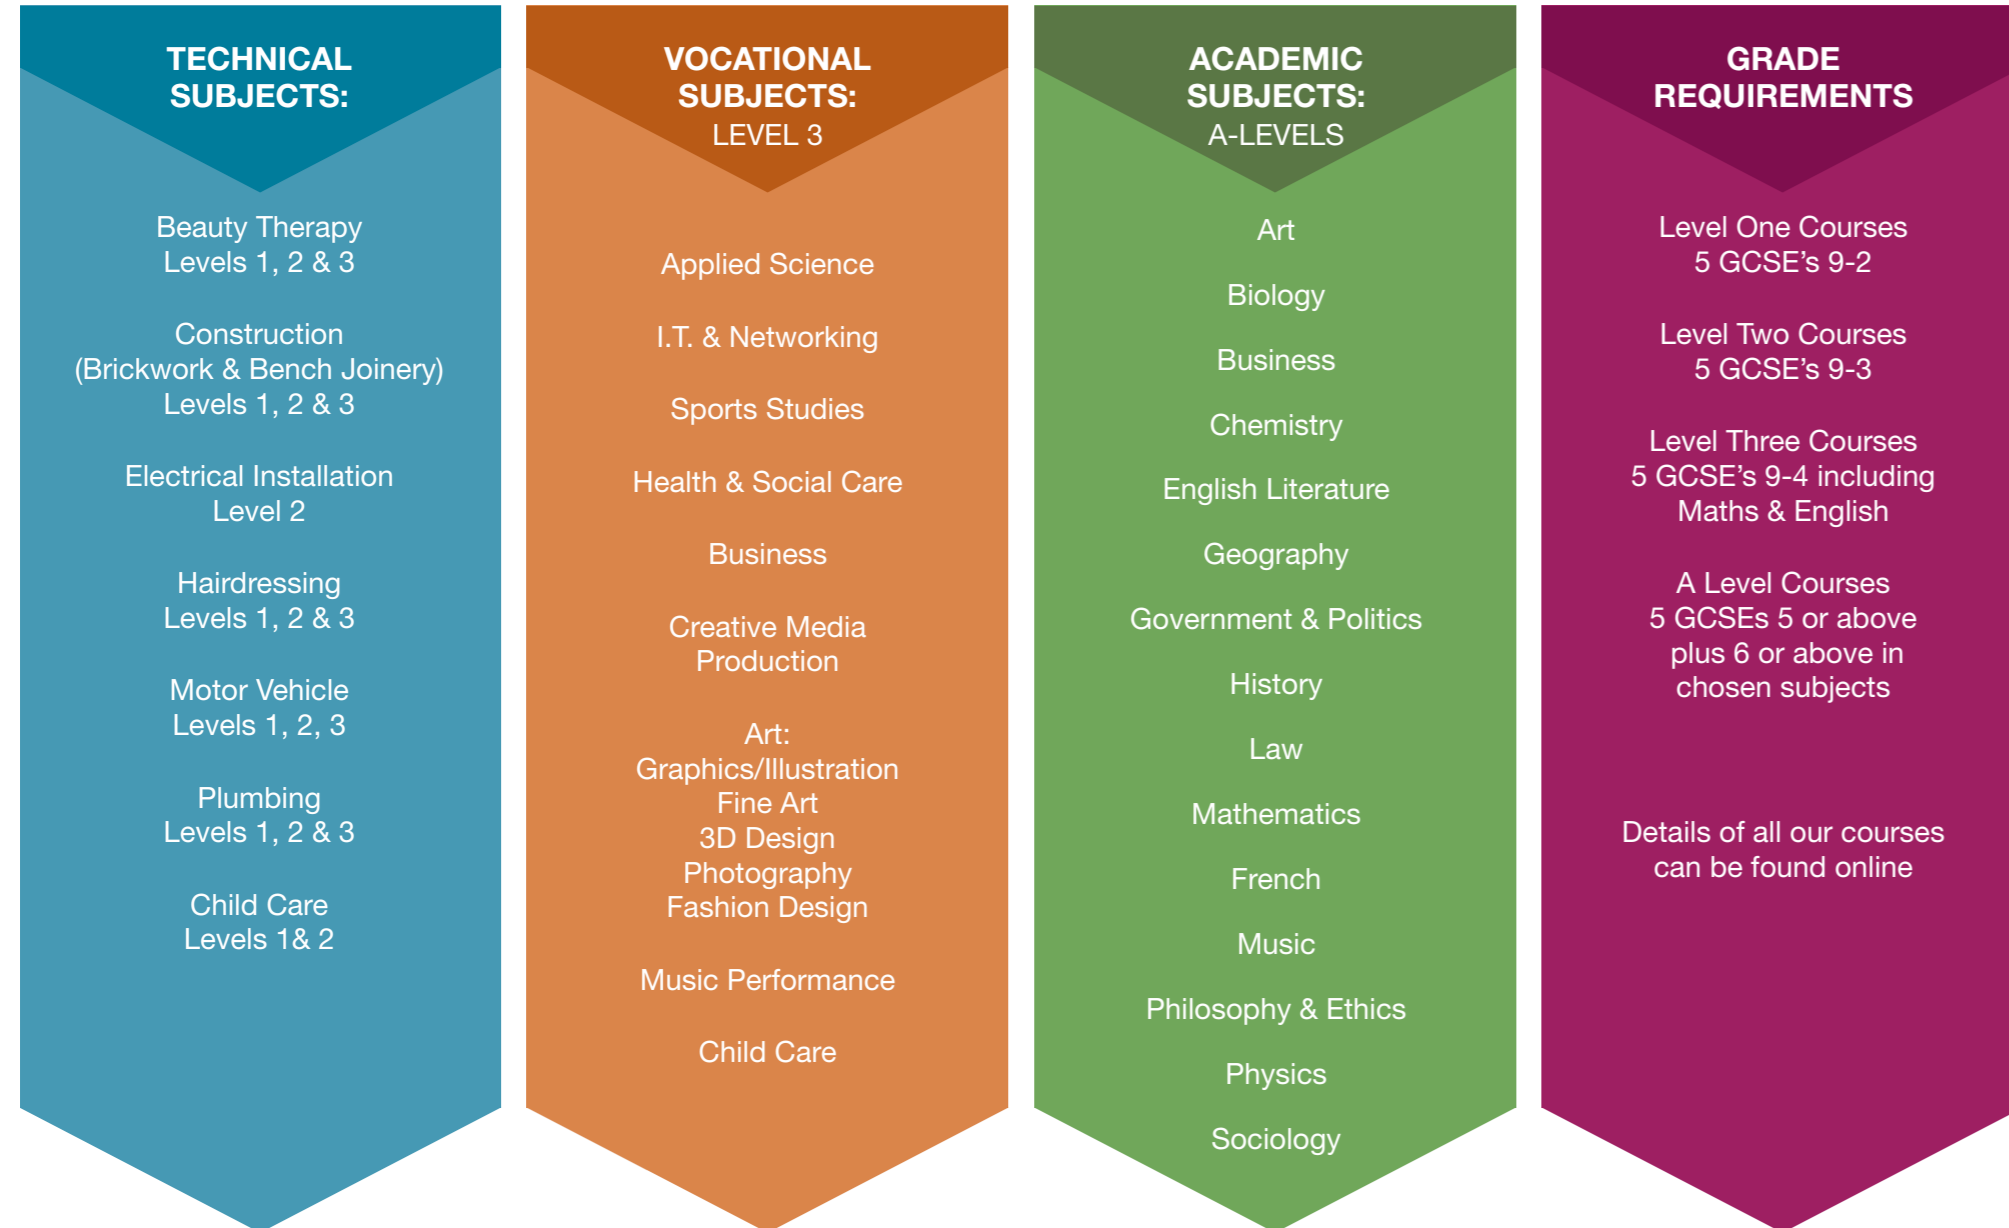 TECHNICAL
SUBJECTS:
Beauty Therapy
Levels 1, 2 & 3
Construction
(Brickwork & Bench Joinery)
Levels 1, 2 & 3
Electrical Installation
Level 2
Hairdressing
Levels 1, 2 & 3
Motor Vehicle
Levels 1, 2, 3
Plumbing
Levels 1, 2 & 3
Child Care
Levels 1& 2
VOCATIONAL
SUBJECTS:
LEVEL 3
Applied Science
I.T. & Networking
Sports Studies
Health & Social Care
Business
Creative Media
Production
Art:
Graphics/Illustration
Fine Art
3D Design
Photography
Fashion Design
Music Performance
Child Care
ACADEMIC
SUBJECTS:
A-LEVELS
Art
Biology
Business
Chemistry
English Literature
Geography
Government & Politics
History
Law
Mathematics
French
Music
Philosophy & Ethics
Physics
Sociology
GRADE
REQUIREMENTS
Level One Courses
5 GCSE’s 9-2
Level Two Courses
5 GCSE’s 9-3
Level Three Courses
5 GCSE’s 9-4 including
Maths & English
A Level Courses
5 GCSEs 5 or above
plus 6 or above in
chosen subjects
Details of all our courses
can be found online